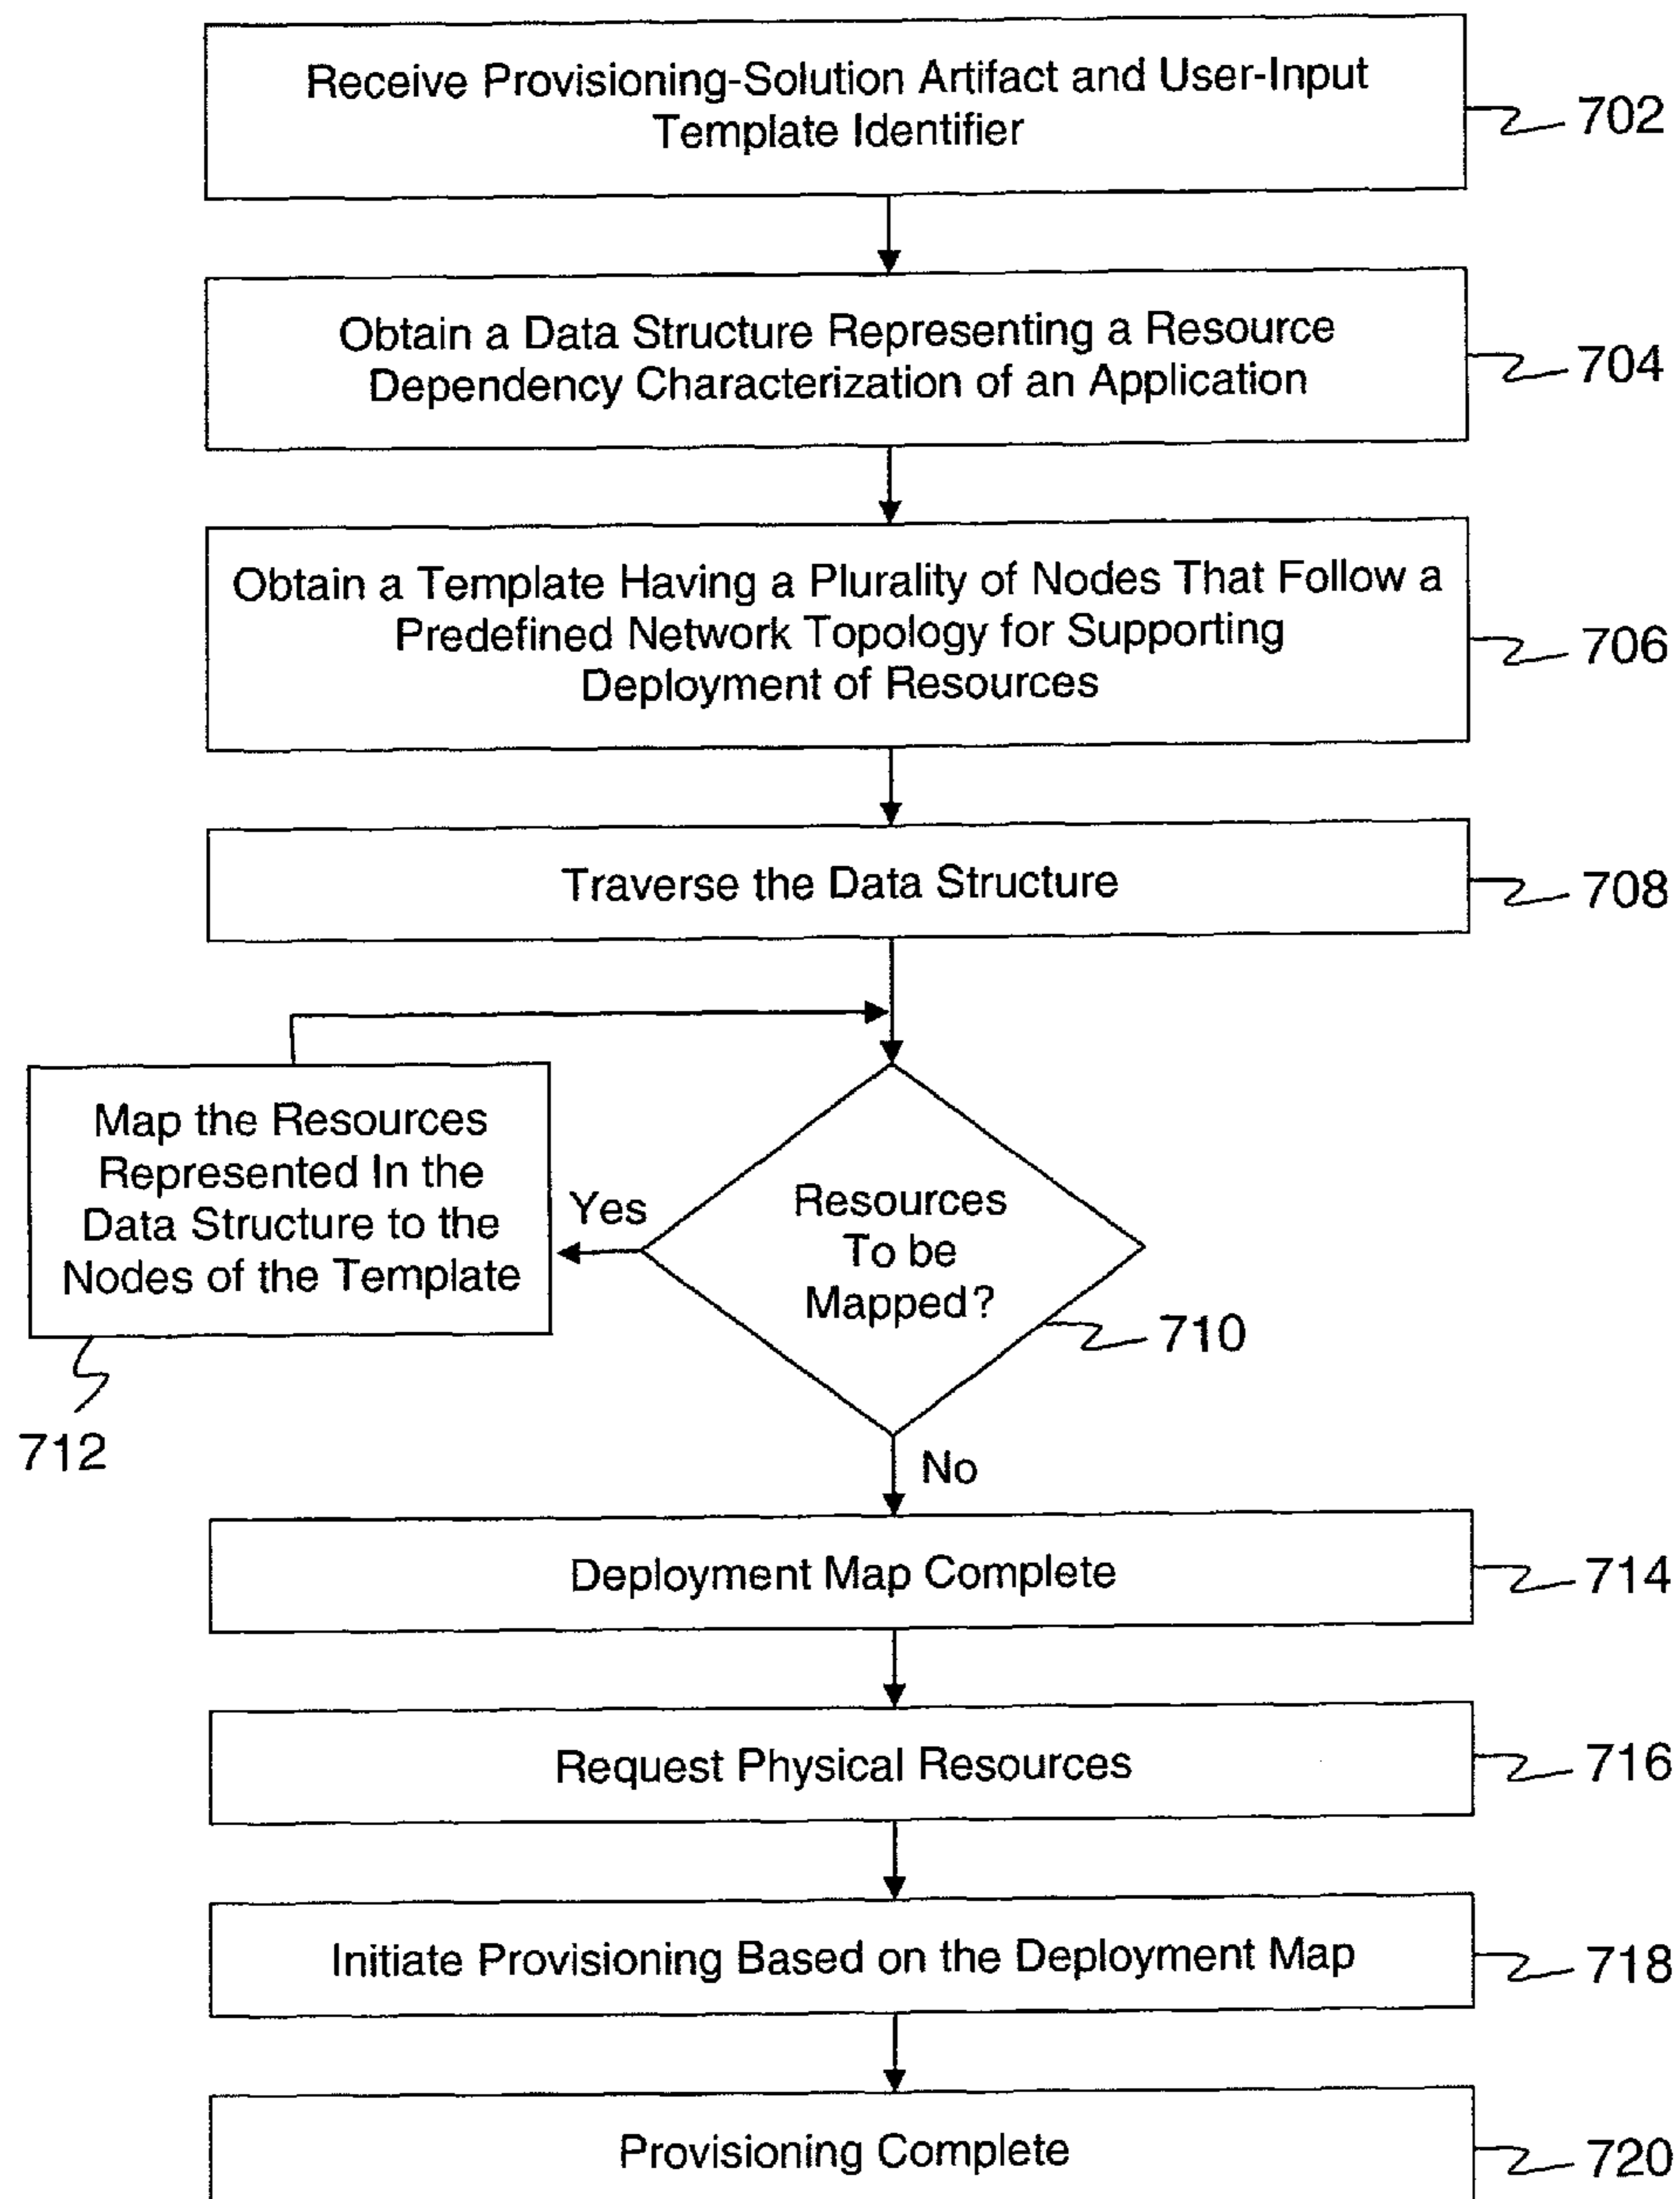 Receive Provisioning-Solution Artifact and User-Input
Template Identifier
702
Obtain a Data Structure Representing a Resource
Dependency Characterization of an Application
704
Obtain a Template Having a Plurality of Nodes That Follow a
Predefined Network Topology for Supporting
Deployment of Resources
706
Traverse the Data Structure
708
Map the Resources
Represented In the
Data Structure to the
Nodes of the Template
712
Yes
Resources
To be
Mapped?
710
No
Deployment Map Complete
714
Request Physical Resources
716
Initiate Provisioning Based on the Deployment Map
718
Provisioning Complete
720